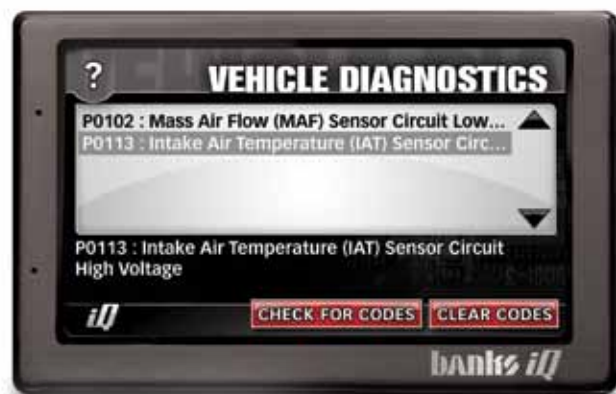 ?
VEHICLE DIAGNOSTICS
P0102 : Mass Air Flow (MAF) Sensor Circuit Low...
P0113 : Intake Air Temperature (IAT) Sensor Circ...
P0113 : Intake Air Temperature (IAT) Sensor Circuit
High Voltage
iQ
CHECK FOR CODES
CLEAR CODES
banks iQ